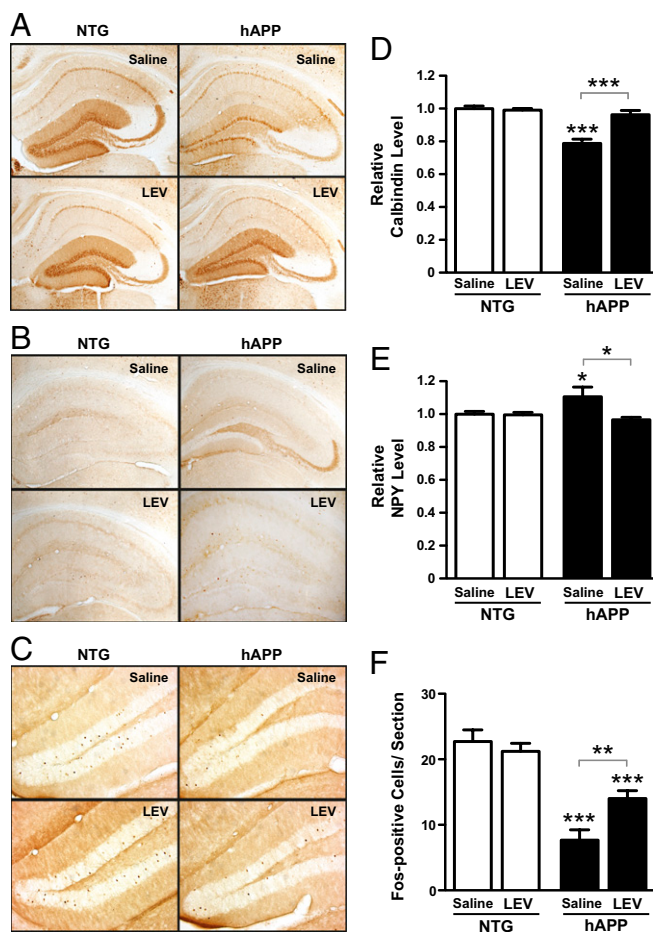 A
NTG
hAPP
Saline
Saline
LEV
LEV
B
NTG
hAPP
Saline
Saline
LEV
LEV
C
NTG
hAPP
Saline
Saline
LEV
LEV
D
Relative
Calbindin Level
1.2
1.0
0.8
0.6
0.4
0.2
0
***
***
Saline LEV Saline LEV
NTG hAPP
E
Relative
NPY Level
1.2
1.0
0.8
0.6
0.4
0.2
0
*
*
Saline LEV Saline LEV
NTG hAPP
F
Fos-positive Cells/ Section
30
20
10
0
**
***
***
Saline LEV Saline LEV
NTG hAPP